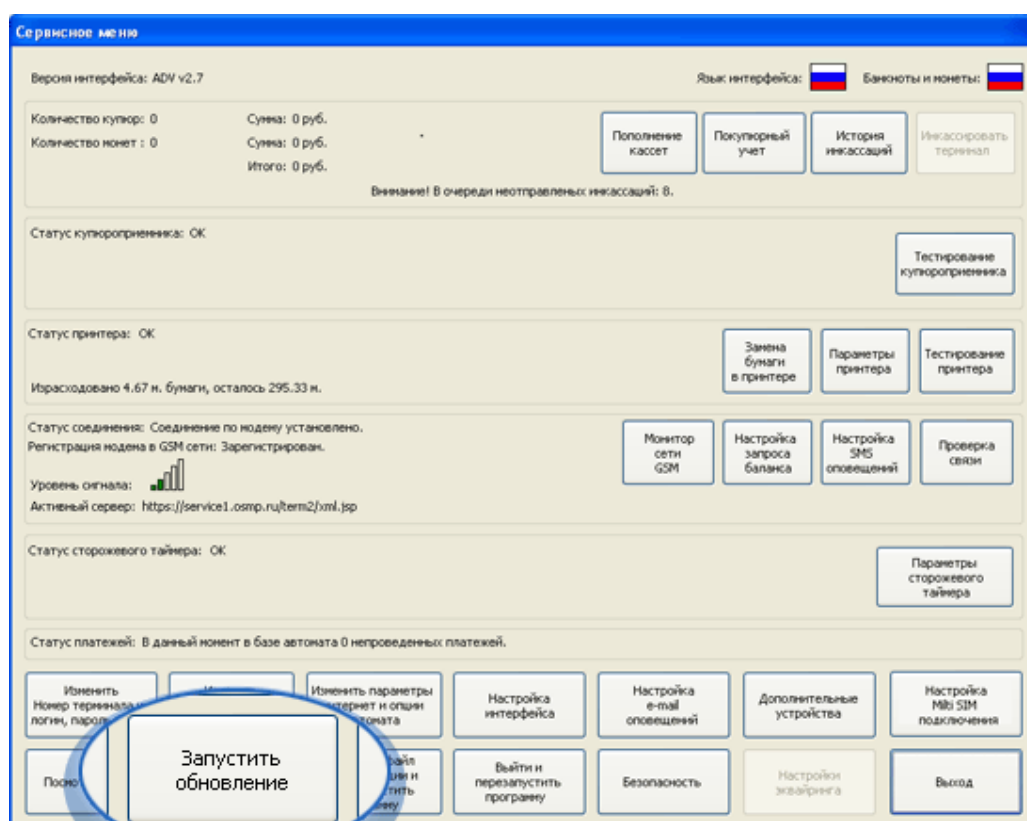 Сервисное меню
Версия интерфейса: ADV v2.7
Язык интерфейса:
Банкноты и монеты:
Количество купюр: 0
Сумма: 0 руб.
Количество монет : 0
Сумма: 0 руб.
Итого: 0 руб.
Пополнение
кассет
Покупюрный
учет
История
инкассаций
Инкассировать
терминал
Внимание! В очереди неотправленых инкассаций: 8.
Статус купюроприемника: OK
Тестирование
купюроприемника
Статус принтера: OK
Замена
бумаги
в принтере
Параметры
принтера
Тестирование
принтера
Израсходовано 4.67 м. бумаги, осталось 295.33 м.
Статус соединения: Соединение по модему установлено.
Регистрация модема в GSM сети: Зарегистрирован.
Уровень сигнала:
Активный сервер: https://service1.osmp.ru/term2/xml.jsp
Монитор
сети
GSM
Настройка
запроса
баланса
Настройка
SMS
оповещений
Проверка
связи
Статус сторожевого таймера: OK
Параметры
сторожевого
таймера
Статус платежей: В данный момент в базе автомата 0 непроведенных платежей.
Изменить
Номер терминала
логин, пароль
Изменить параметры
и опции
Настройка
интерфейса
Настройка
e-mail
оповещений
Дополнительные
устройства
Настройка
Milti SIM
подключения
Запустить
обновление
Выйти и
перезапустить
программу
Безопасность
Настройки
эквайринга
Выход